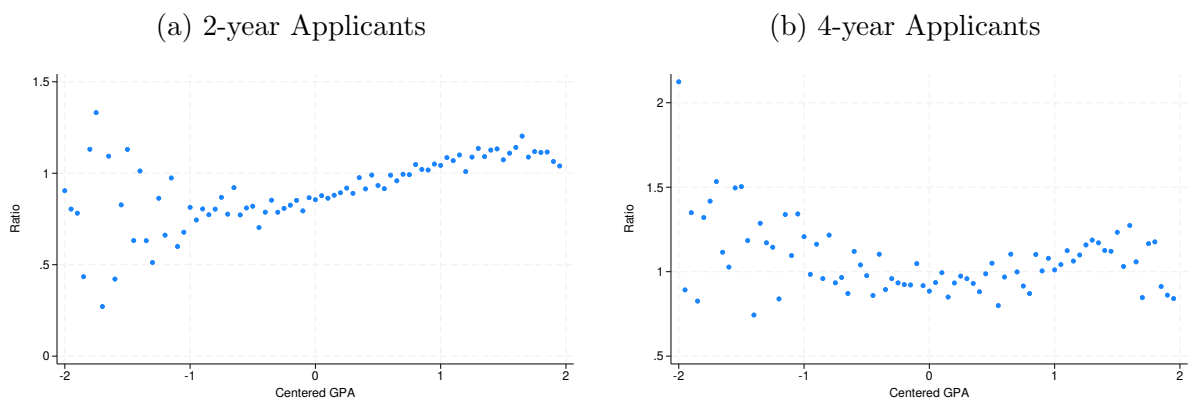 (a) 2-year Applicants
1.5
1
.5
0
Ratio
-2 -1 0 1 2
Centered GPA
(b) 4-year Applicants
2
1.5
1
.5
Ratio
-2 -1 0 1 2
Centered GPA